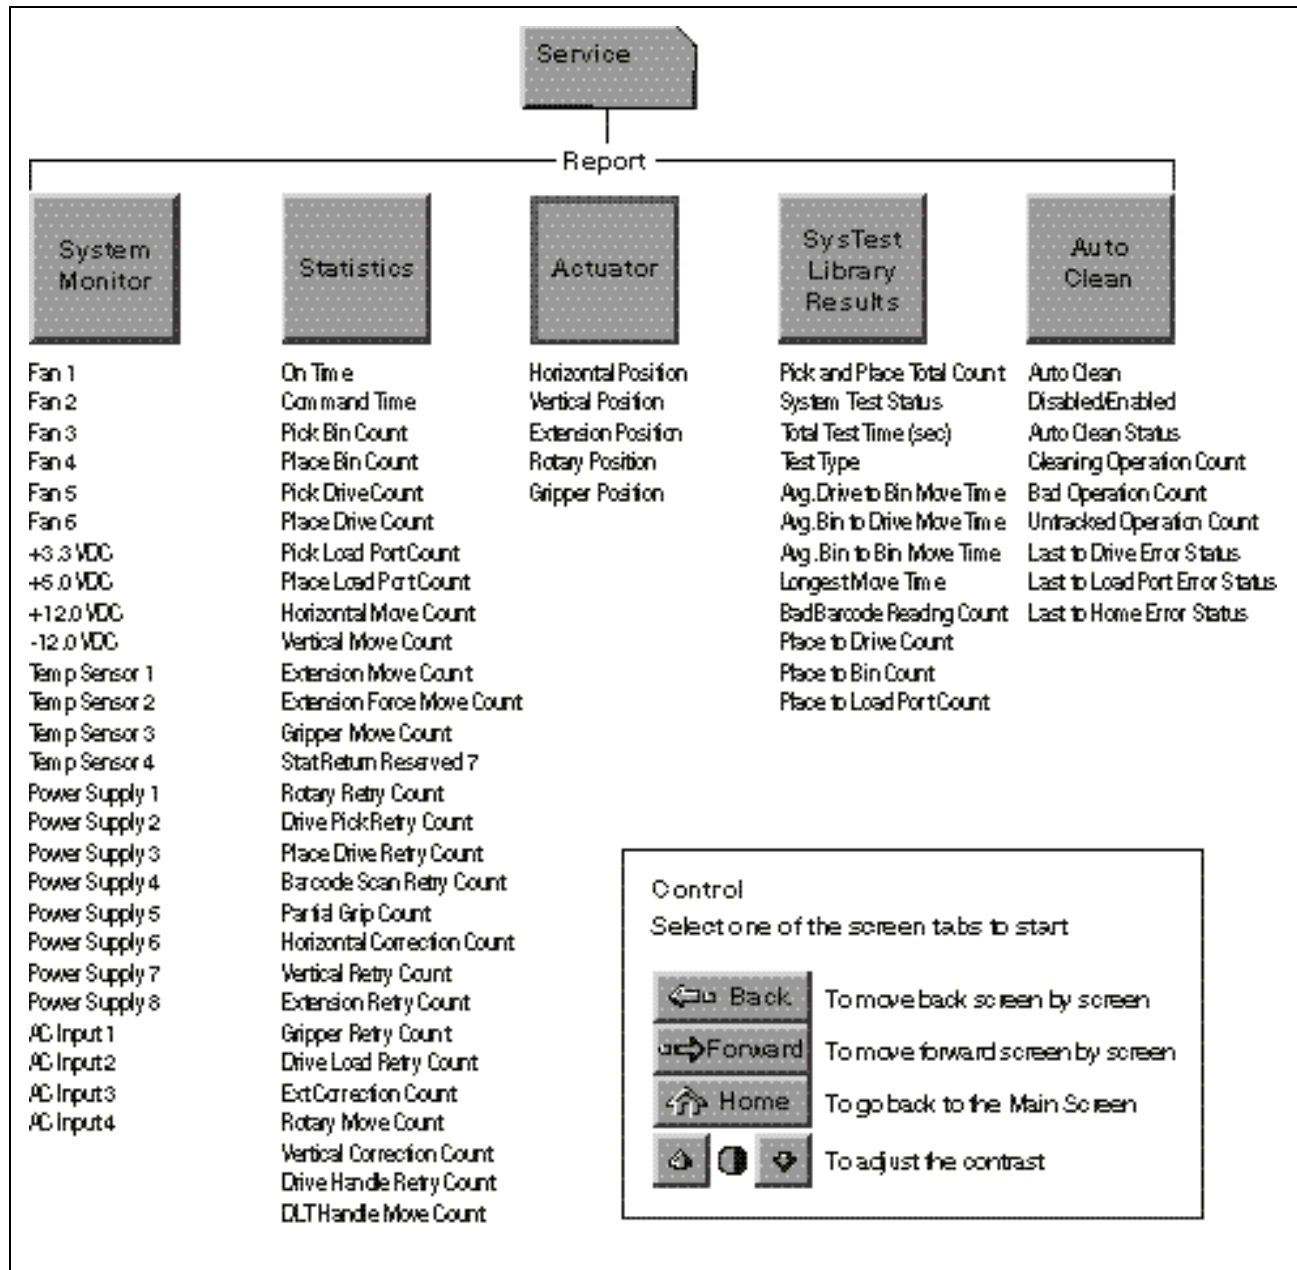 Service
Report
System
Monitor
Fan 1
Fan 2
Fan 3
Fan 4
Fan 5
Fan 6
+3.3 VDC
+5.0 VDC
+12.0 VDC
-12.0 VDC
Temp Sensor 1
Temp Sensor 2
Temp Sensor 3
Temp Sensor 4
Power Supply 1
Power Supply 2
Power Supply 3
Power Supply 4
Power Supply 5
Power Supply 6
Power Supply 7
Power Supply 8
AC Input 1
AC Input 2
AC Input 3
AC Input 4
Statistics
On Time
Command Time
Pick Bin Count
Place Bin Count
Pick Drive Count
Place Drive Count
Pick Load Port Count
Place Load Port Count
Horizontal Move Count
Vertical Move Count
Extension Move Count
Extension Force Move Count
Gripper Move Count
Stat Return Reserved 7
Rotary Retry Count
Drive Pick Retry Count
Place Drive Retry Count
Barcode Scan Retry Count
Partial Grip Count
Horizontal Correction Count
Vertical Retry Count
Extension Retry Count
Gripper Retry Count
Drive Load Retry Count
Ext Correction Count
Rotary Move Count
Vertical Correction Count
Drive Handle Retry Count
DLT Handle Move Count
Actuator
Horizontal Position
Vertical Position
Extension Position
Rotary Position
Gripper Position
SysTest
Library
Results
Pick and Place Total Count
System Test Status
Total Test Time (sec)
Test Type
Avg. Drive to Bin Move Time
Avg. Bin to Drive Move Time
Avg. Bin to Bin Move Time
Longest Move Time
Bad Barcode Reading Count
Place to Drive Count
Place to Bin Count
Place to Load Port Count
Auto
Clean
Auto Clean
Disabled/Enabled
Auto Clean Status
Cleaning Operation Count
Bad Operation Count
Untracked Operation Count
Last to Drive Error Status
Last to Load Port Error Status
Last to Home Error Status
Control
Select one of the screen tabs to start
Back To move back screen by screen
Forward To move forward screen by screen
Home To go back to the Main Screen
To adjust the contrast